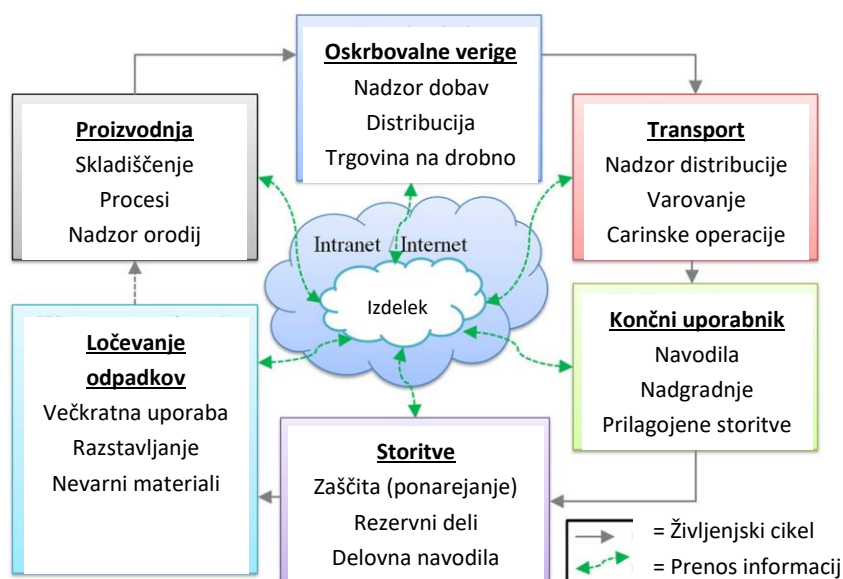 Oskrbovalne verige
Nadzor dobav
Distribucija
Trgovina na drobno
Proizvodnja
Skladiščenje
Procesi
Nadzor orodij
Transport
Nadzor distribucije
Varovanje
Carinske operacije
Intranet Internet
Izdelek
Ločevanje
odpadkov
Večkratna uporaba
Razstavljanje
Nevarni materiali
Končni uporabnik
Navodila
Nadgradnje
Prilagojene storitve
Storitve
Zaščita (ponarejanje)
Rezervni deli
Delovna navodila
= Življenjski cikel
= Prenos informacij